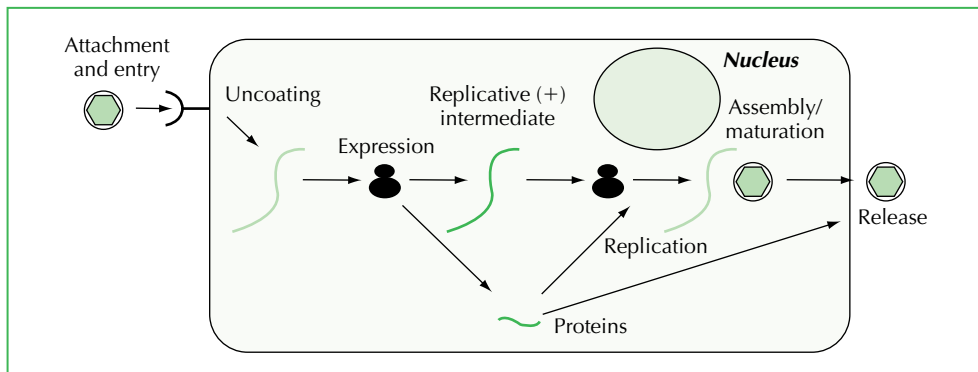 Attachment
and entry
Uncoating
Expression
Replicative (+)
intermediate
Nucleus
Assembly/
maturation
Release
Replication
Proteins